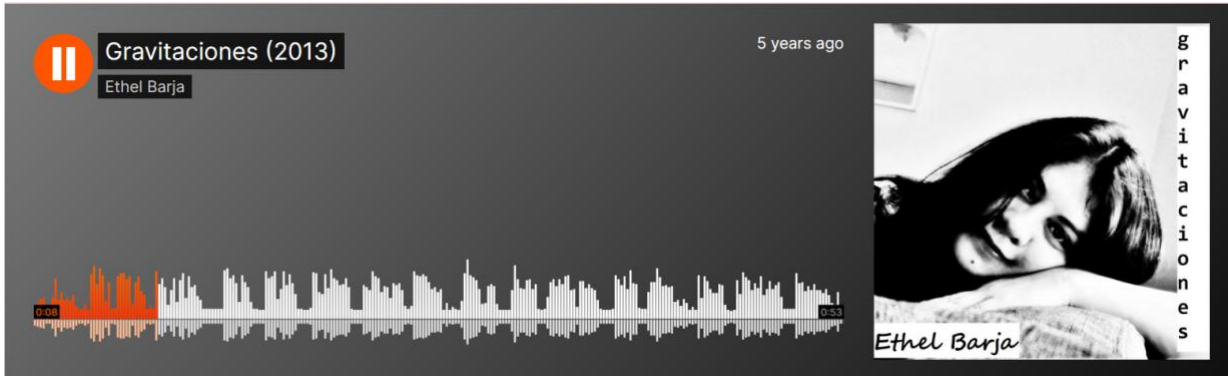 Gravitaciones (2013)
5 years ago
Ethel Barja
0:08
0:53
gravitaciones
Ethel Barja